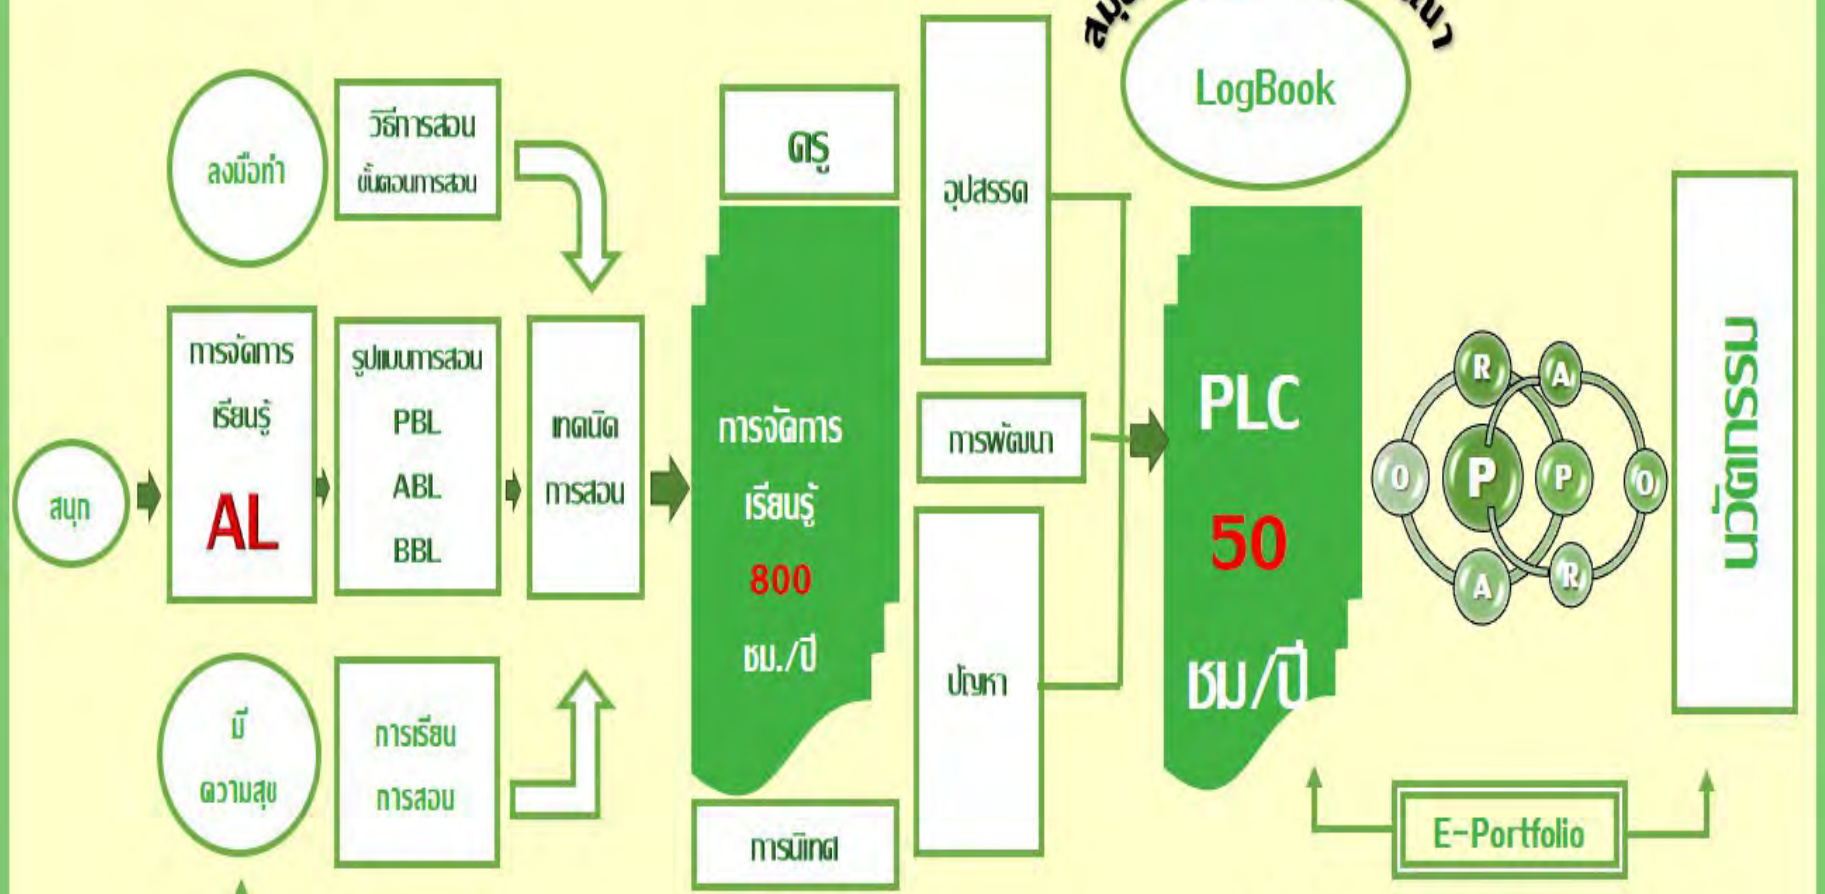 LogBook
ลงมือทำ
วิธีการสอน
ขั้นตอนการสอน
ครู
อุปสรรค
การจัดการ
เรียนรู้
AL
รูปแบบการสอน
PBL
ABL
BBL
เทคนิค
การสอน
สนุก
การจัดการ
เรียนรู้
800
ชม./ปี
การพัฒนา
ปัญหา
PLC
50
ชม/ปี
R
A
O
P
P
O
A
R
นวัตกรรม
มี
ความสุข
การเรียน
การสอน
การนิเทศ
E-Portfolio